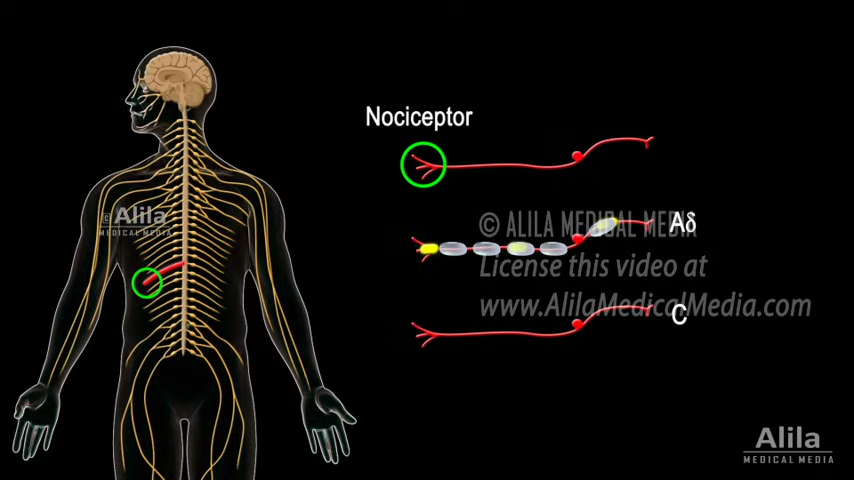 Nociceptor
© Alila
MEDICAL MEDIA
© ALILA MEDICAL MEDIA
Aδ
License this video at
www.AlilaMedicalMedia.com
C
Alila
MEDICAL MEDIA